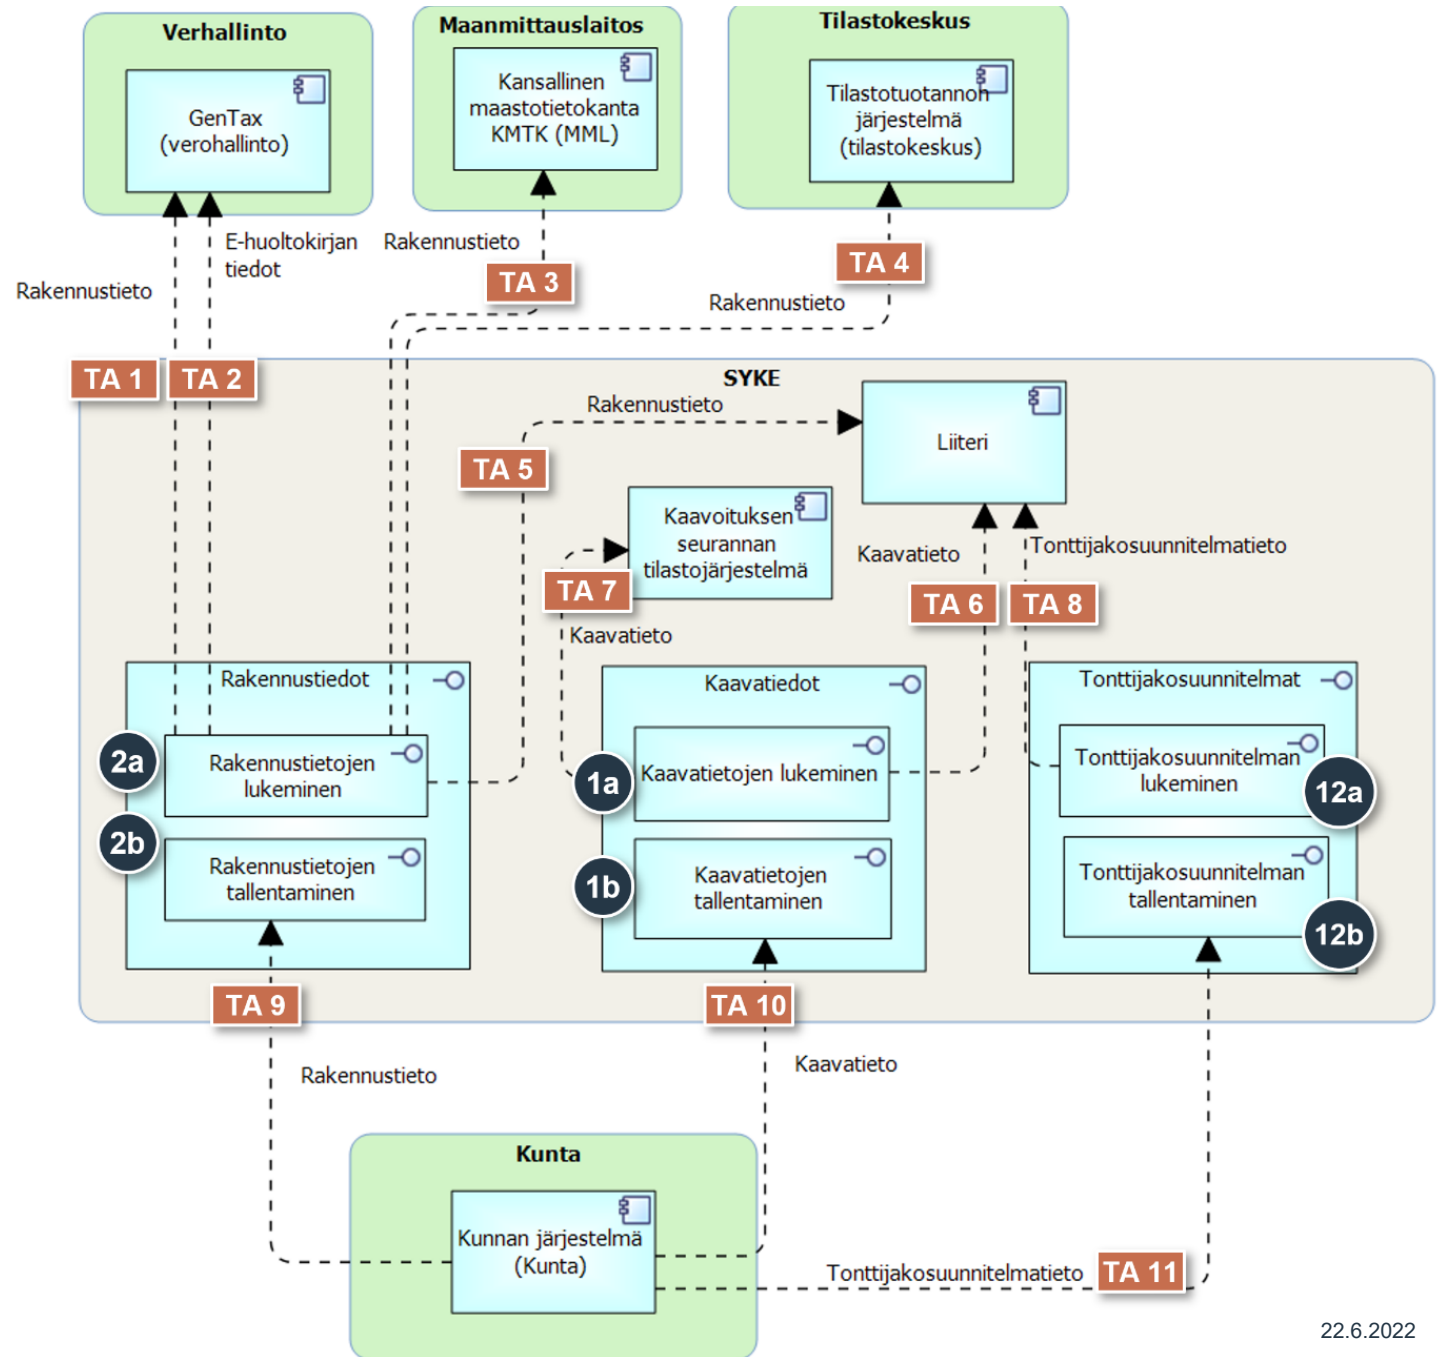 Verhallinto
Maanmittauslaitos
Tilastokeskus
GenTax
(verohallinto)
Kansallinen
maastotietokanta
KMTK (MML)
Tilastotuotannon
järjestelmä
(tilastokeskus)
E-huoltokirjan
tiedot
Rakennustieto
Rakennustieto
TA 3
TA 4
Rakennustieto
Rakennustieto
TA 1
TA 2
SYKE
Rakennustieto
Liiteri
TA 5
Kaavoituksen
seurannan
tilastojärjestelmä
Kaavatieto
Tonttijakosuunnitelmatieto
TA 7
TA 6
TA 8
Kaavatieto
Rakennustiedot
Kaavatiedot
Tonttijakosuunnitelmat
2a
Rakennustietojen
lukeminen
1a
Kaavatietojen lukeminen
Tonttijakosuunnitelman
lukeminen
12a
2b
Rakennustietojen
tallentaminen
1b
Kaavatietojen
tallentaminen
Tonttijakosuunnitelman
tallentaminen
12b
TA 9
TA 10
Rakennustieto
Kaavatieto
Kunta
Kunnan järjestelmä
(Kunta)
Tonttijakosuunnitelmatieto
TA 11
22.6.2022